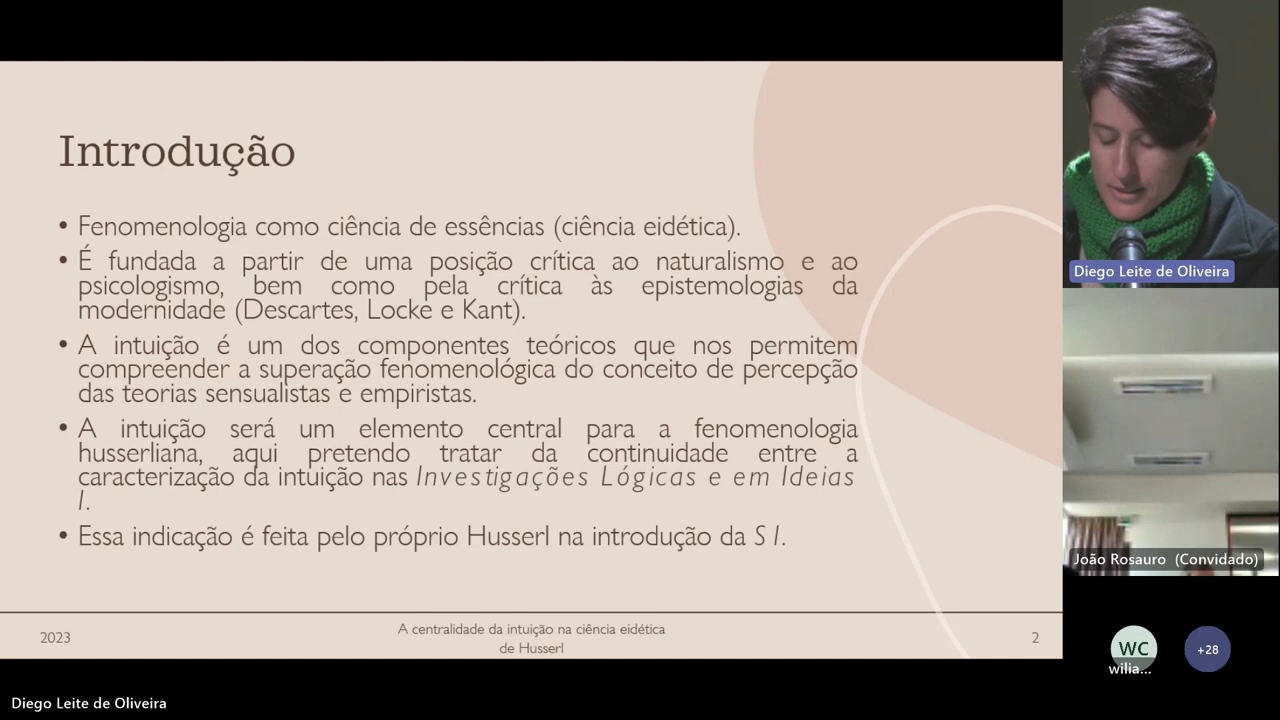 Introdução
• Fenomenologia como ciência de essências (ciência eidética).
• É fundada a partir de uma posição crítica ao naturalismo e ao
psicologismo, bem como pela crítica às epistemologias da
modernidade (Descartes, Locke e Kant).
• A intuição é um dos componentes teóricos que nos permitem
compreender a superação fenomenológica do conceito de percepção
das teorias sensualistas e empiristas.
• A intuição será um elemento central para a fenomenologia
husserliana, aqui pretendo tratar da continuidade entre a
caracterização da intuição nas Investigações Lógicas e em Ideias
I.
• Essa indicação é feita pelo próprio Husserl na introdução da S I.
2023
A centralidade da intuição na ciência eidética
de Husserl
2
Diego Leite de Oliveira
João Rosauro (Convidado)
WC
wilia...
+28
Diego Leite de Oliveira